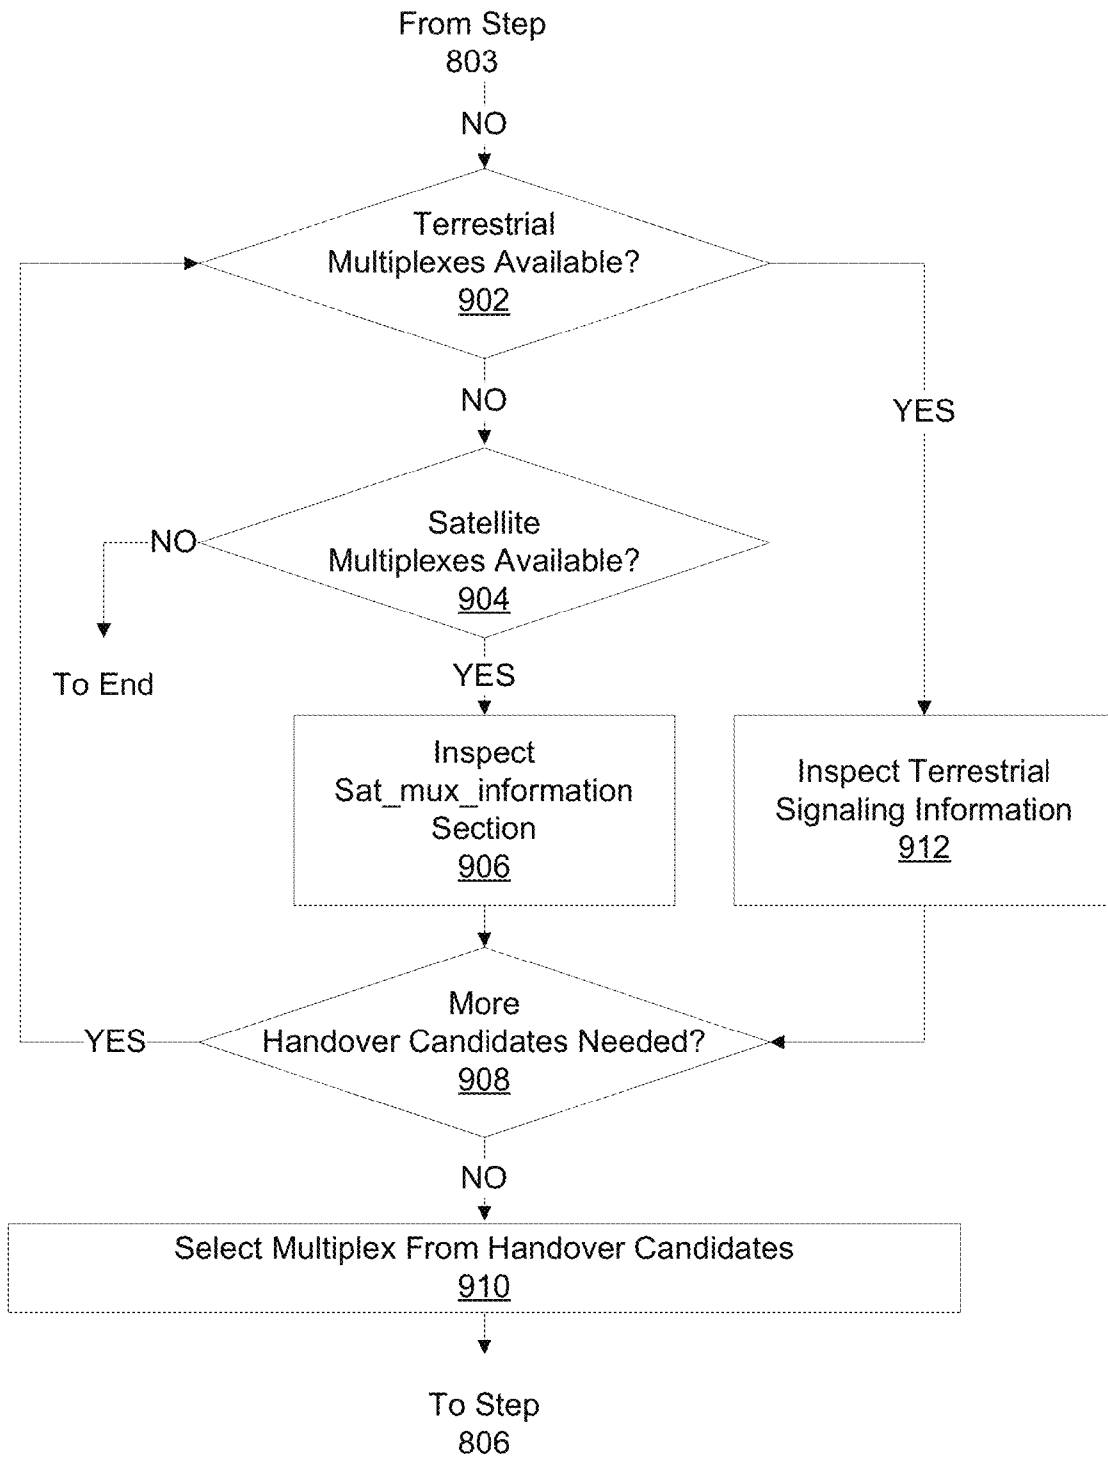 From Step
803
NO
Terrestrial
Multiplexes Available?
902
NO
YES
Satellite
Multiplexes Available?
904
NO
To End
YES
Inspect
Sat_mux_information
Section
906
Inspect Terrestrial
Signaling Information
912
More
Handover Candidates Needed?
908
YES
NO
Select Multiplex From Handover Candidates
910
To Step
806